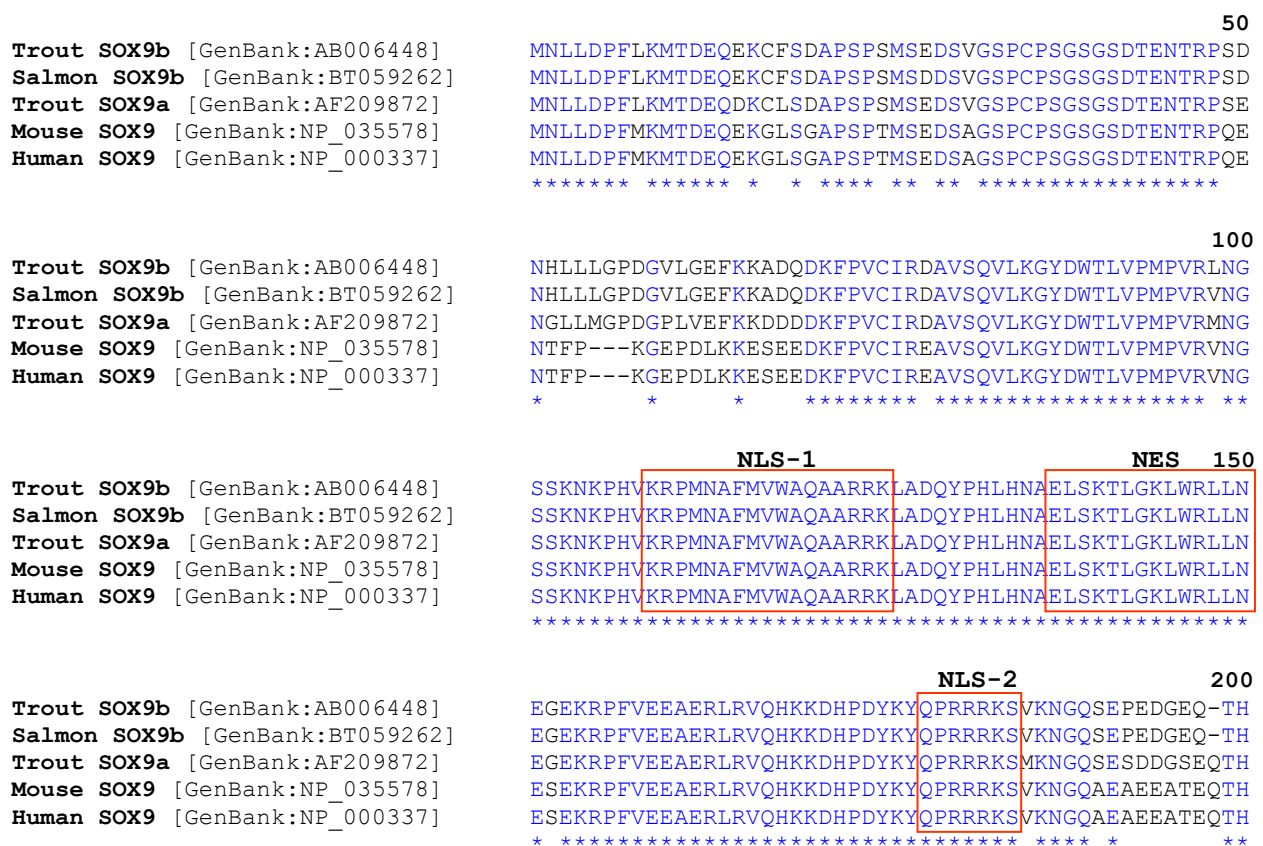 50
Trout SOX9b [GenBank:AB006448] MNLLDPFLKMTDEQEKCFSDAPSPSMSEDSVGSPCPSGSGSDTENTRPSD
Salmon SOX9b [GenBank:BT059262] MNLLDPFLKMTDEQEKCFSDAPSPSMSDDSVGSPCPSGSGSDTENTRPSD
Trout SOX9a [GenBank:AF209872] MNLLDPFLKMTDEQDKCLSDAPSPSMSEDSVGSPCPSGSGSDTENTRPSE
Mouse SOX9 [GenBank:NP_035578] MNLLDPFMKMTDEQEKGLSGAPSPTMSEDSAGSPCPSGSGSDTENTRPQE
Human SOX9 [GenBank:NP_000337] MNLLDPFMKMTDEQEKGLSGAPSPTMSEDSAGSPCPSGSGSDTENTRPQE
******* ****** *  * **** ** ** *****************
100
Trout SOX9b [GenBank:AB006448] NHLLLGPDGVLGEFKKADQDKFPVCIRDAVSQVLKGYDWTLVPMPVRLNG
Salmon SOX9b [GenBank:BT059262] NHLLLGPDGVLGEFKKADQDKFPVCIRDAVSQVLKGYDWTLVPMPVRVNG
Trout SOX9a [GenBank:AF209872] NGLLMGPDGPLVEFKKDDDDKFPVCIRDAVSQVLKGYDWTLVPMPVRMNG
Mouse SOX9 [GenBank:NP_035578] NTFP---KGEPDLKKESEEDKFPVCIREAVSQVLKGYDWTLVPMPVRVNG
Human SOX9 [GenBank:NP_000337] NTFP---KGEPDLKKESEEDKFPVCIREAVSQVLKGYDWTLVPMPVRVNG
*       *     *    ******** ******************* **
NLS-1 NES 150
Trout SOX9b [GenBank:AB006448] SSKNKPHVKRPMNAFMVWAQAARRKLADQYPHLHNAELSKTLGKLWRLLN
Salmon SOX9b [GenBank:BT059262] SSKNKPHVKRPMNAFMVWAQAARRKLADQYPHLHNAELSKTLGKLWRLLN
Trout SOX9a [GenBank:AF209872] SSKNKPHVKRPMNAFMVWAQAARRKLADQYPHLHNAELSKTLGKLWRLLN
Mouse SOX9 [GenBank:NP_035578] SSKNKPHVKRPMNAFMVWAQAARRKLADQYPHLHNAELSKTLGKLWRLLN
Human SOX9 [GenBank:NP_000337] SSKNKPHVKRPMNAFMVWAQAARRKLADQYPHLHNAELSKTLGKLWRLLN
**************************************************
NLS-2 200
Trout SOX9b [GenBank:AB006448] EGEKRPFVEEAERLRVQHKKDHPDYKYQPRRRKSVKNGQSEPEDGEQ-TH
Salmon SOX9b [GenBank:BT059262] EGEKRPFVEEAERLRVQHKKDHPDYKYQPRRRKSVKNGQSEPEDGEQ-TH
Trout SOX9a [GenBank:AF209872] EGEKRPFVEEAERLRVQHKKDHPDYKYQPRRRKSMKNGQSESDDGSEQTH
Mouse SOX9 [GenBank:NP_035578] ESEKRPFVEEAERLRVQHKKDHPDYKYQPRRRKSVKNGQAEAEEATEQTH
Human SOX9 [GenBank:NP_000337] ESEKRPFVEEAERLRVQHKKDHPDYKYQPRRRKSVKNGQAEAEEATEQTH
* ******************************** **** *       **